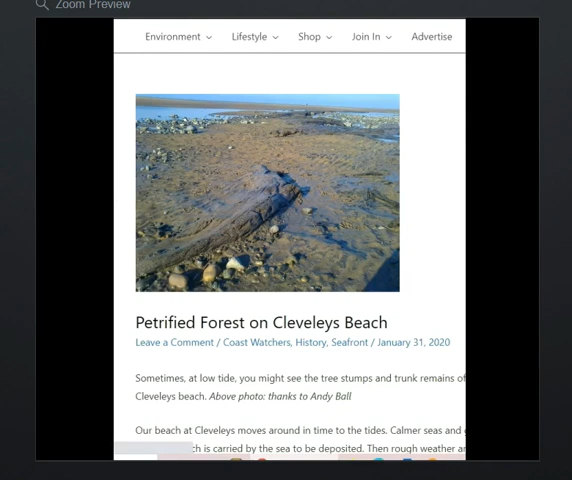 Zoom Preview
Environment Lifestyle Shop Join In Advertise
Petrified Forest on Cleveleys Beach
Leave a Comment / Coast Watchers, History, Seafront / January 31, 2020
Sometimes, at low tide, you might see the tree stumps and trunk remains of
Cleveleys beach. Above photo: thanks to Andy Ball
Our beach at Cleveleys moves around in time to the tides. Calmer seas and
is carried by the sea to be deposited. Then rough weather